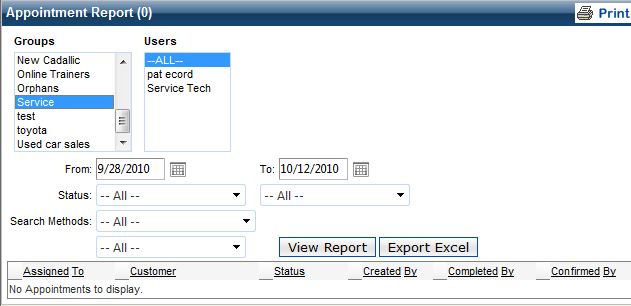 Appointment Report (0) Print
Groups Users
New Cadallic --ALL--
Online Trainers pat ecord
Orphans Service Tech
Service
test
toyota
Used car sales
From: 9/28/2010 To: 10/12/2010
Status: -- All -- -- All --
Search Methods: -- All --
-- All -- View Report Export Excel
Assigned To Customer Status Created By Completed By Confirmed By
No Appointments to display.